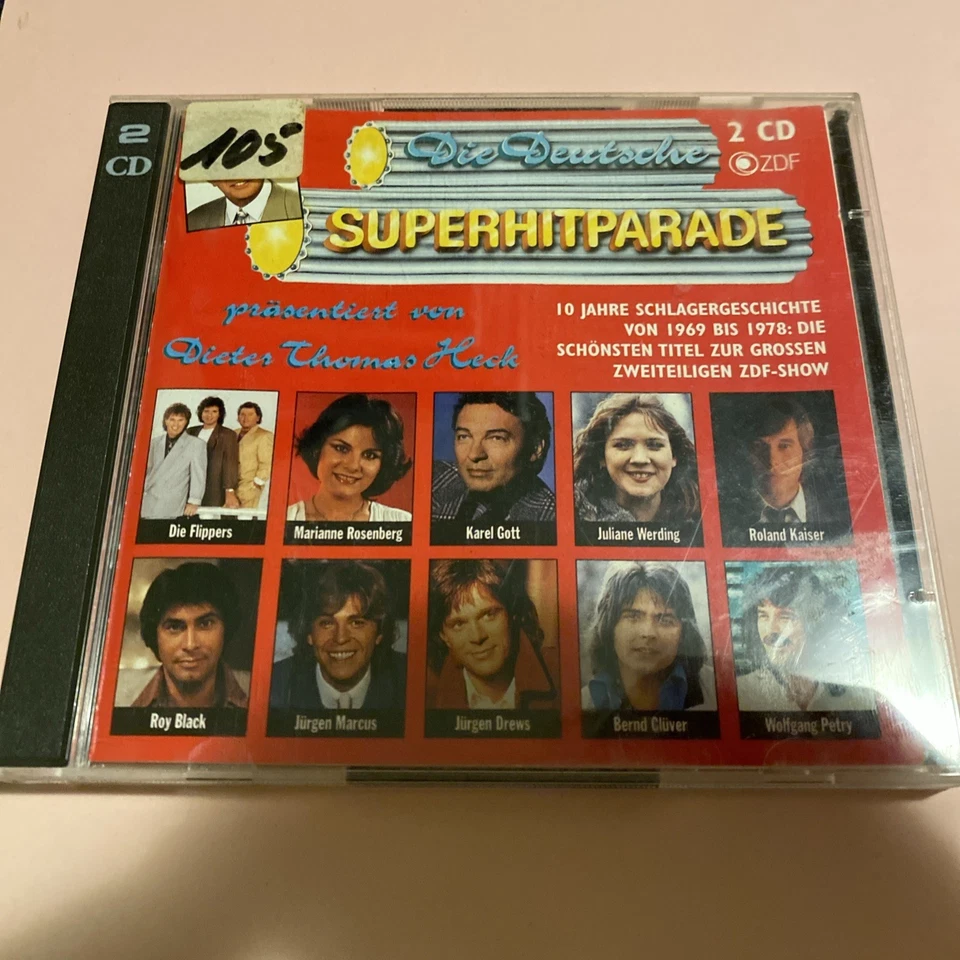 2
CD
105
Die Deutsche
2 CD
ZDF
SUPERHITPARADE
präsentiert von
Dieter Thomas Heck
10 JAHRE SCHLAGERGESCHICHTE
VON 1969 BIS 1978: DIE
SCHÖNSTEN TITEL ZUR GROSSEN
ZWEITEILIGEN ZDF-SHOW
Die Flippers
Marianne Rosenberg
Karel Gott
Juliane Werding
Roland Kaiser
Roy Black
Jürgen Marcus
Jürgen Drews
Bernd Clüver
Wolfgang Petry